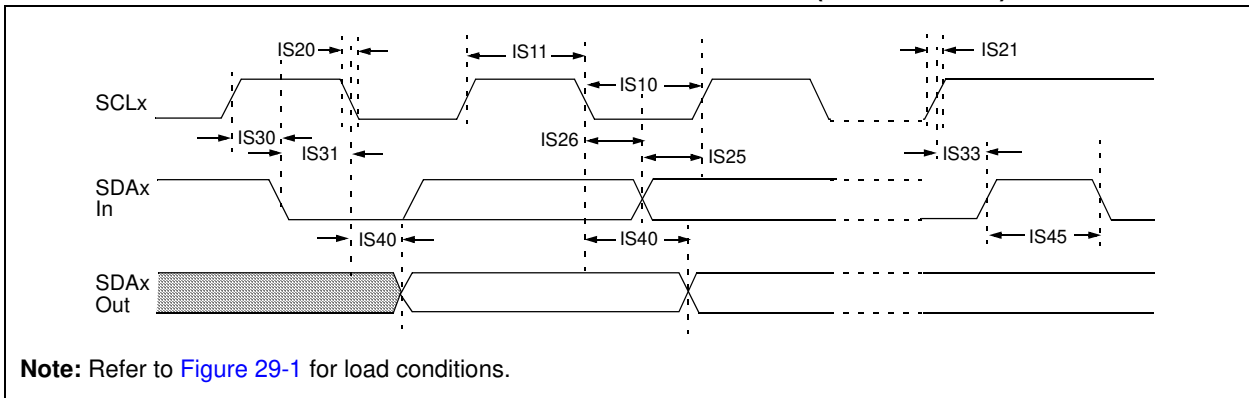 IS20
IS11
IS21
IS10
SCLx
IS30
IS26
IS31
IS25
IS33
SDAx
In
IS40
IS40
IS45
SDAx
Out
Note: Refer to Figure 29-1 for load conditions.